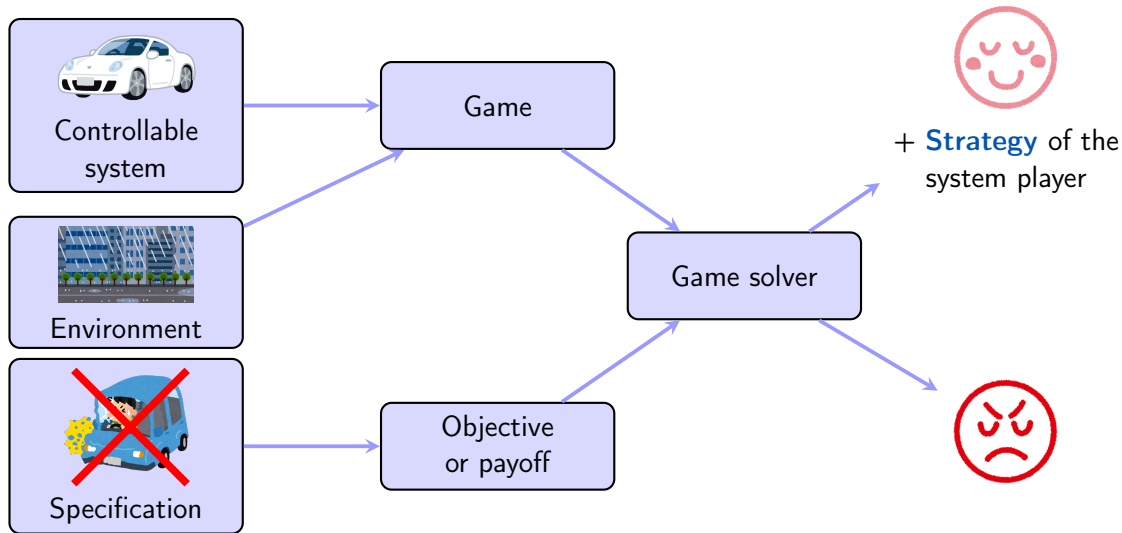 Controllable
system
Game
+ Strategy of the
system player
Environment
Game solver
Specification
Objective
or payoff